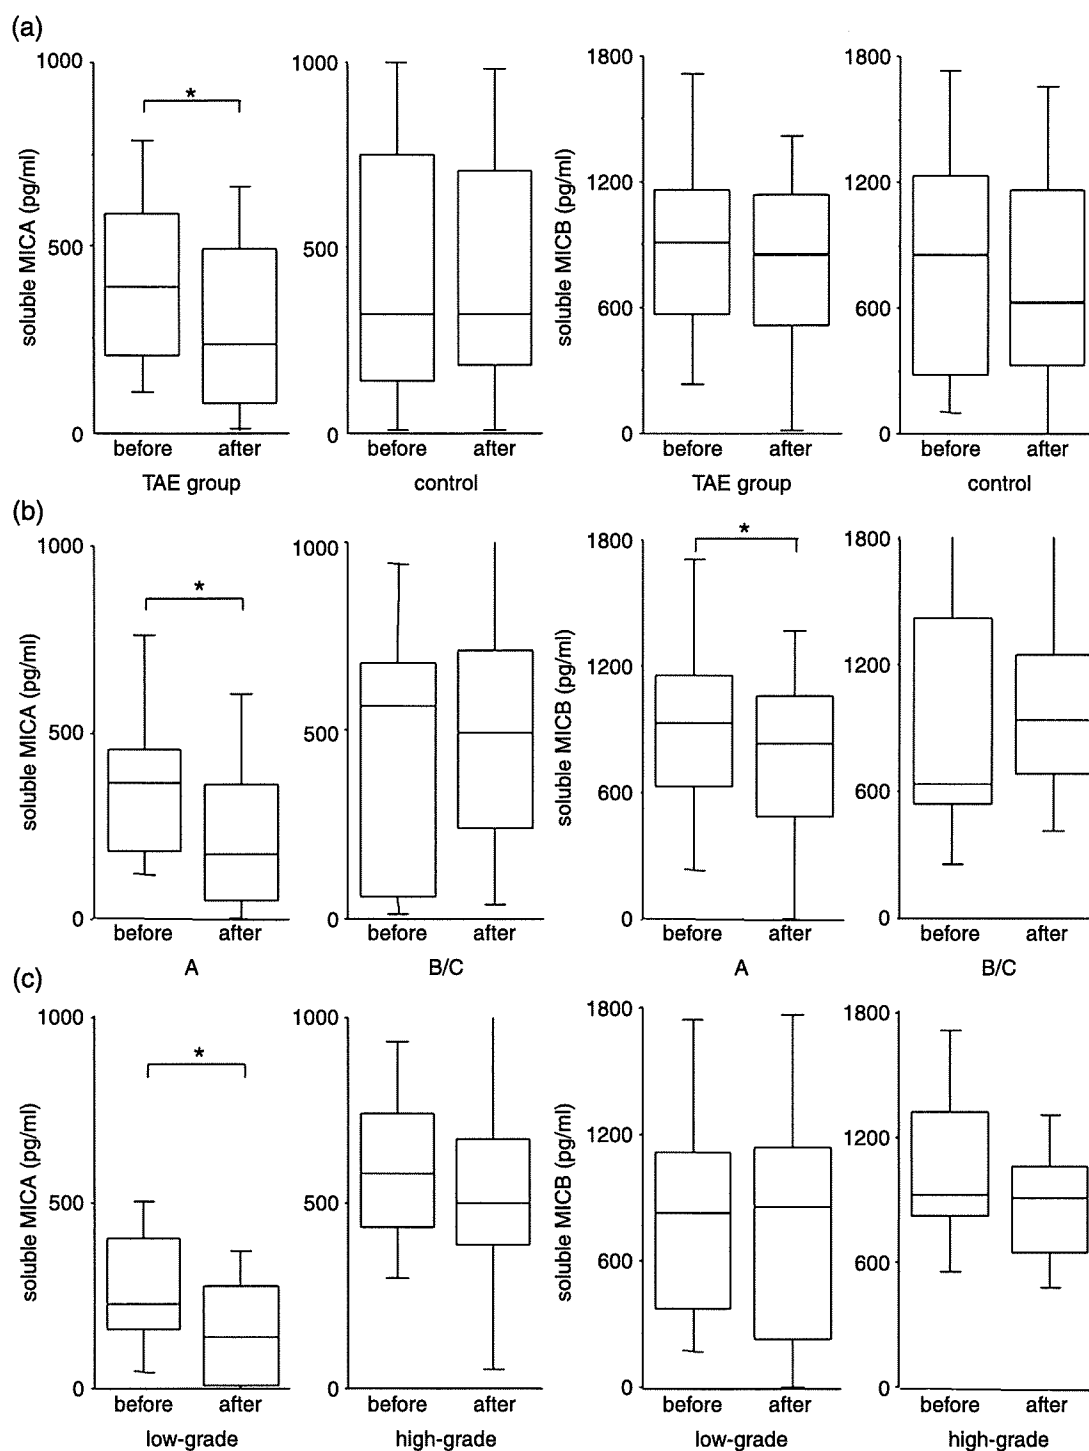 (a)
1000
500
0
soluble MICA (pg/ml)
*
before after
TAE group
1000
500
0
before after
control
1800
1200
600
0
soluble MICB (pg/ml)
before after
TAE group
1800
1200
600
0
before after
control
(b)
1000
500
0
soluble MICA (pg/ml)
*
before after
A
1000
500
0
before after
B/C
1800
1200
600
0
soluble MICB (pg/ml)
*
before after
A
1800
1200
600
0
before after
B/C
(c)
1000
500
0
soluble MICA (pg/ml)
*
before after
low-grade
1000
500
0
before after
high-grade
1800
1200
600
0
soluble MICB (pg/ml)
before after
low-grade
1800
1200
600
0
before after
high-grade